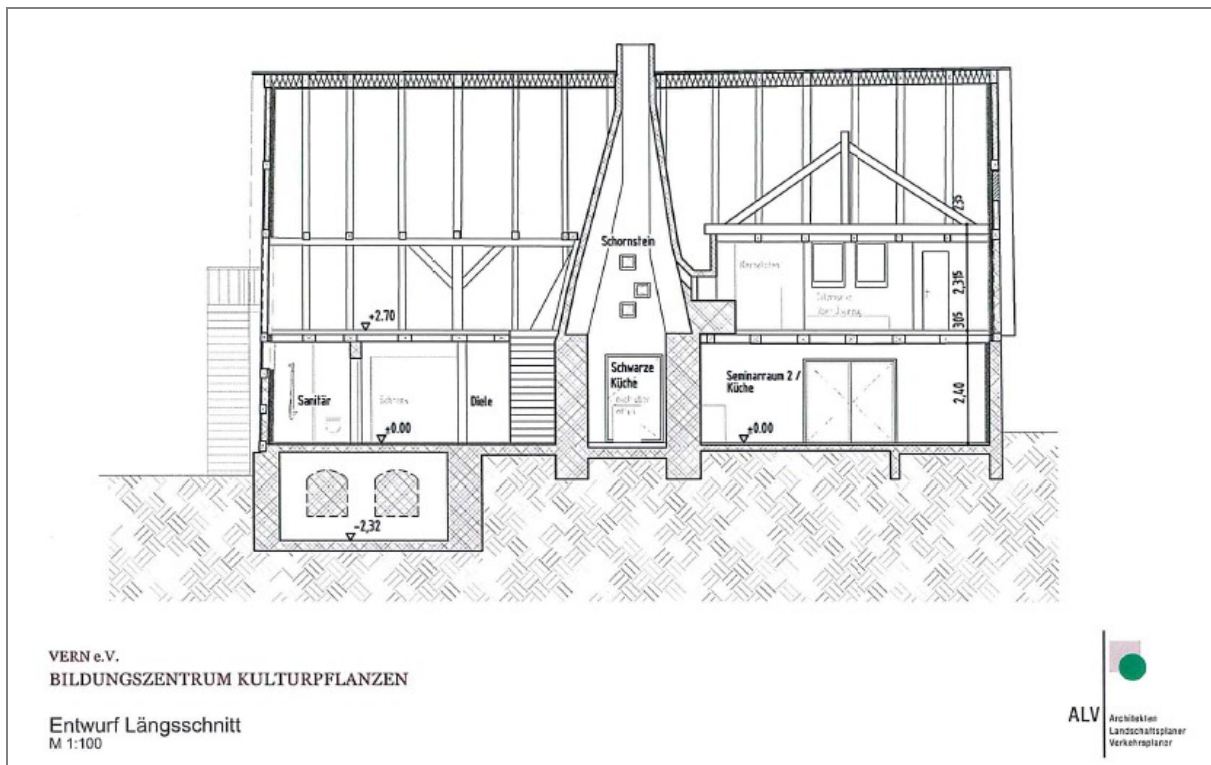 Schornstein
235
2,315
305
+2.70
Sanitär
Diele
Schwarze
Küche
Seminarraum 2 /
Küche
2,40
+0.00
+0.00
-2,32
VERN e.V.
BILDUNGSZENTRUM KULTURPFLANZEN
Entwurf Längsschnitt
M 1:100
ALV
Architekten
Landschaftsplaner
Verkehrsplaner